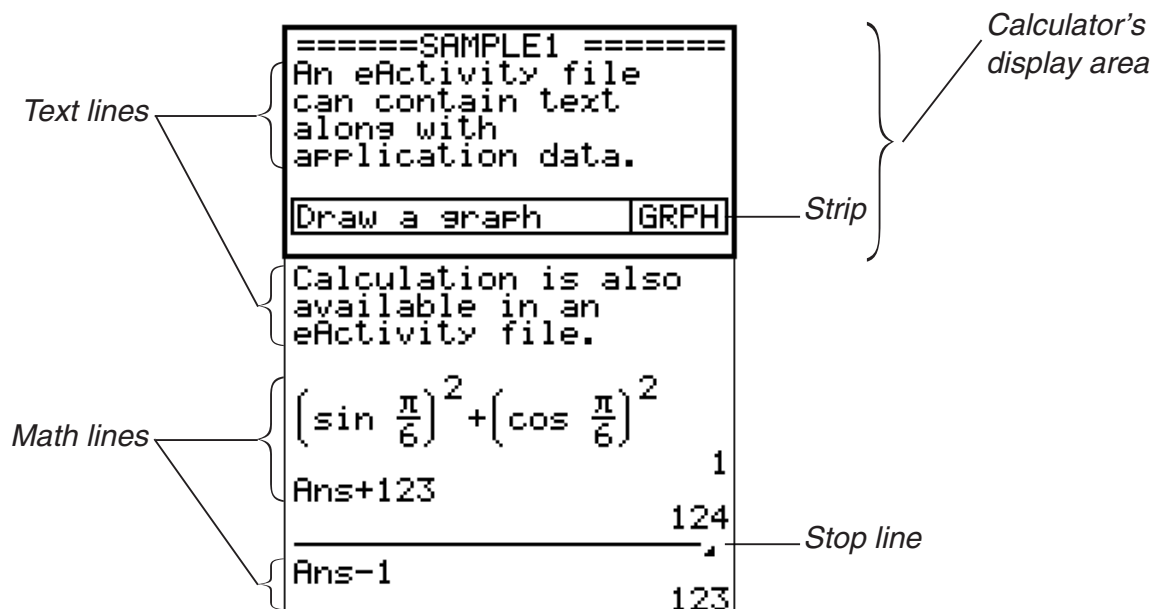 Calculator's
display area
======SAMPLE1 =======
An eActivity file
can contain text
along with
application data.
Text lines
Draw a graph GRPH
Strip
Calculation is also
available in an
eActivity file.
(sin π/6)²+(cos π/6)²
1
Math lines
Ans+123
124
Stop line
Ans-1
123